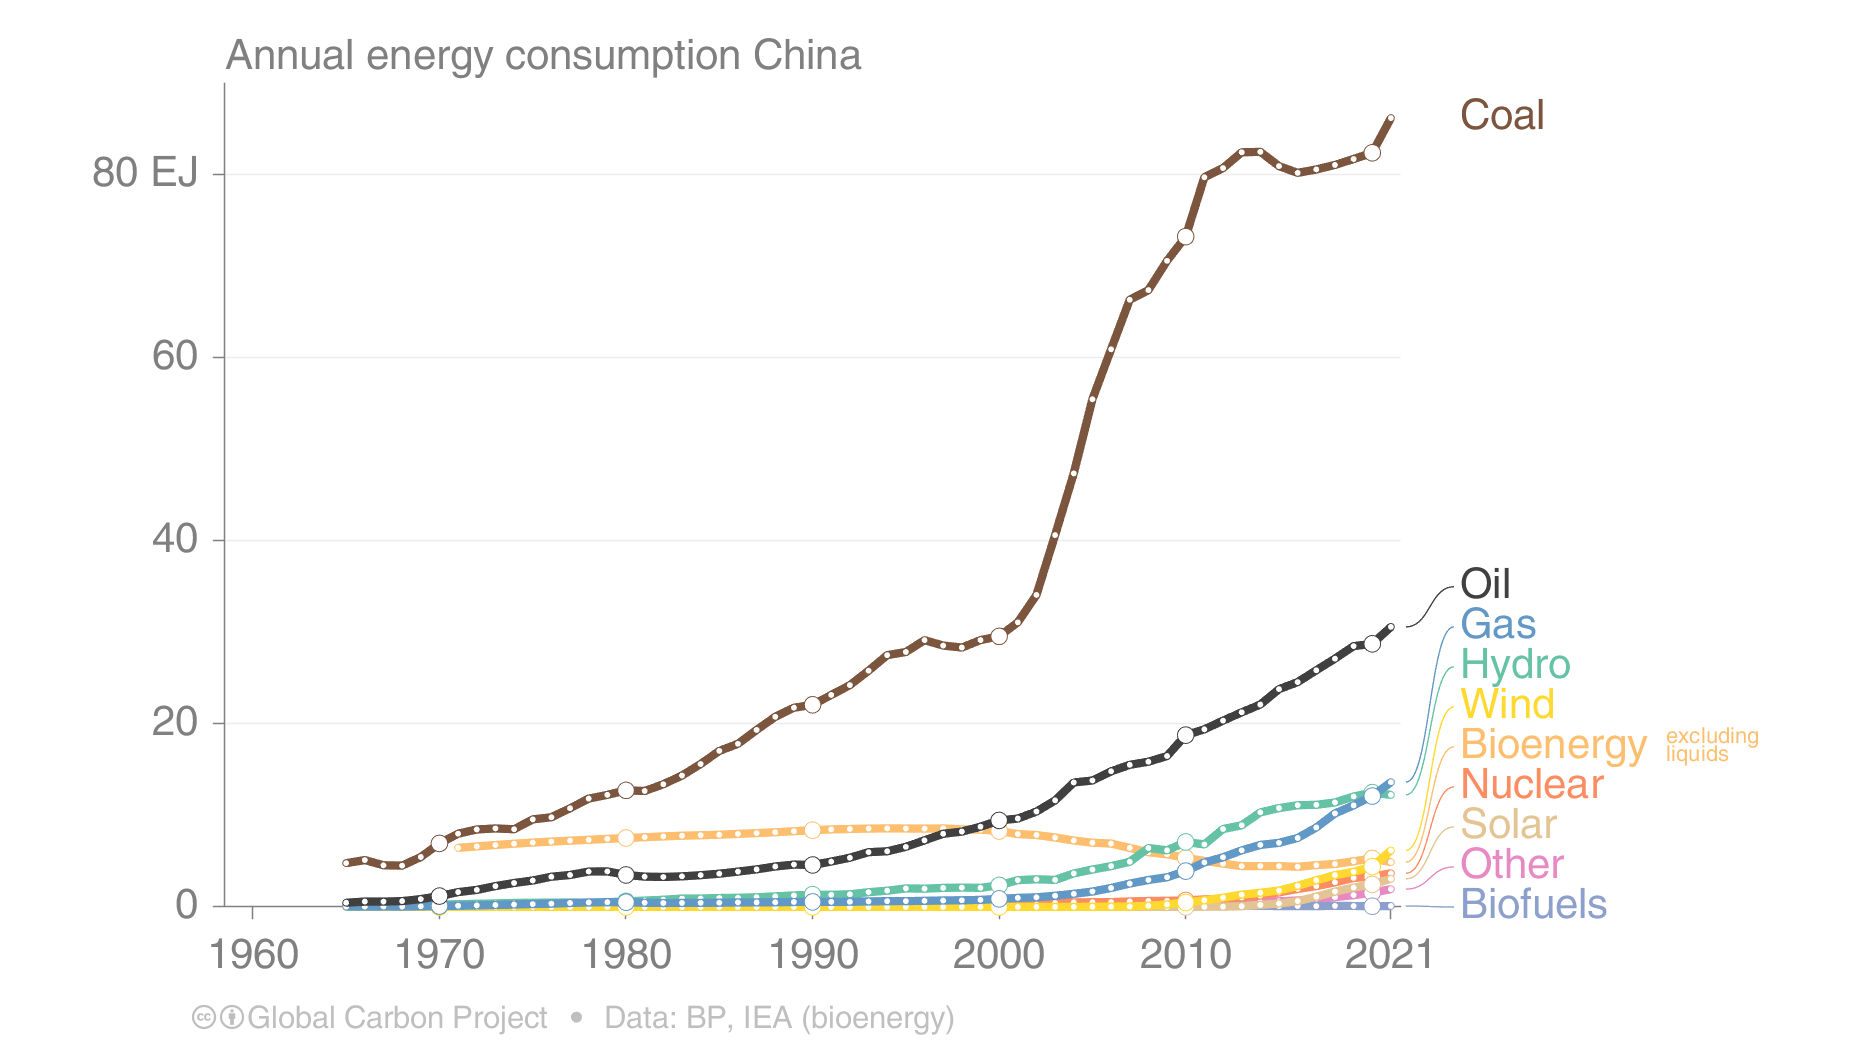 Annual energy consumption China
80 EJ
60
40
20
0
1960 1970 1980 1990 2000 2010 2021
Coal
Oil
Gas
Hydro
Wind
Bioenergy excluding liquids
Nuclear
Solar
Other
Biofuels
cc Global Carbon Project • Data: BP, IEA (bioenergy)